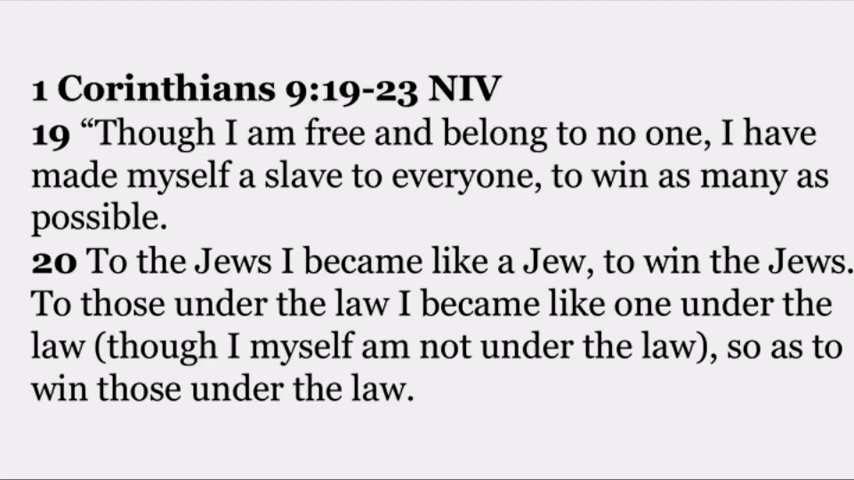 1 Corinthians 9:19-23 NIV
19 “Though I am free and belong to no one, I have
made myself a slave to everyone, to win as many as
possible.
20 To the Jews I became like a Jew, to win the Jews.
To those under the law I became like one under the
law (though I myself am not under the law), so as to
win those under the law.